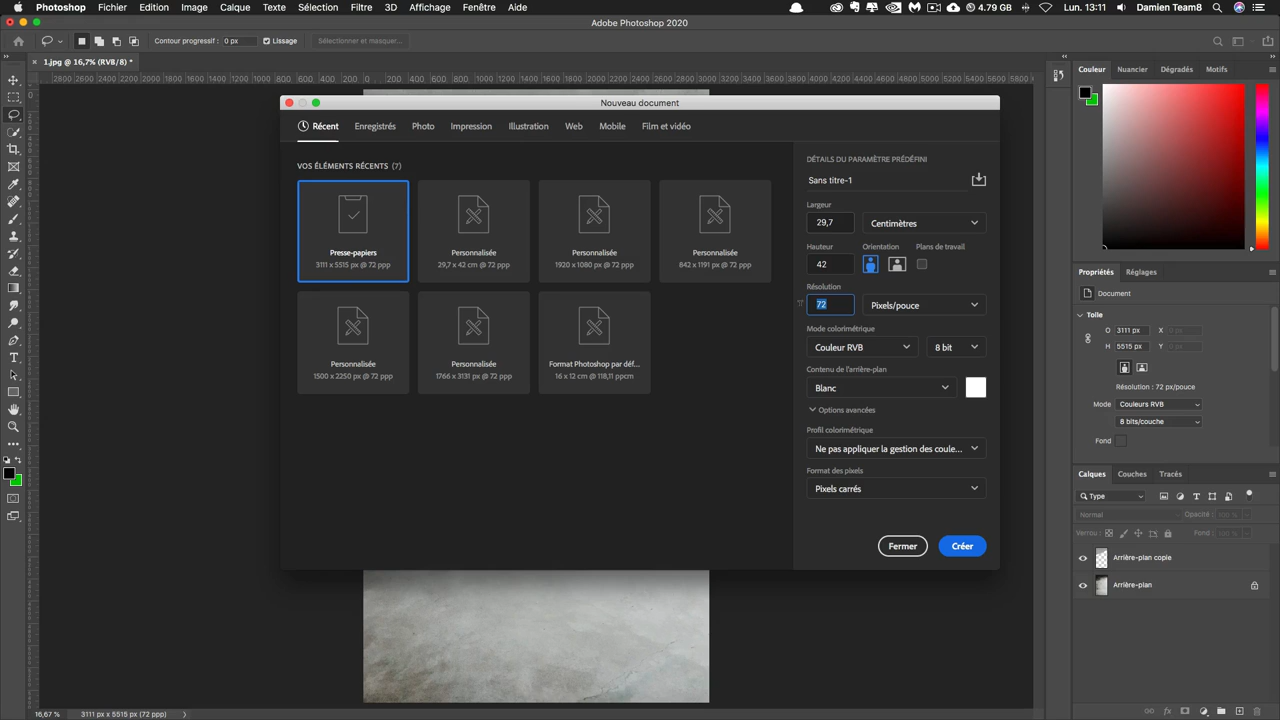 Photoshop Fichier Edition Image Calque Texte Sélection Filtre 3D Affichage Fenêtre Aide 4.79 GB Lun. 13:11 Damien Team8
Adobe Photoshop 2020
Contour progressif : 0 px Lissage Sélectionner et masquer...
1.jpg @ 16,7% (RVB/8) *
Nouveau document
Récent Enregistrés Photo Impression Illustration Web Mobile Film et vidéo
VOS ÉLÉMENTS RÉCENTS (7)
Presse-papiers
3111 x 5515 px @ 72 ppp
Personnalisée
29,7 x 42 cm @ 72 ppp
Personnalisée
1920 x 1080 px @ 72 ppp
Personnalisée
842 x 1191 px @ 72 ppp
Personnalisée
1500 x 2250 px @ 72 ppp
Personnalisée
1766 x 3131 px @ 72 ppp
Format Photoshop par déf...
16 x 12 cm @ 118,11 ppcm
DÉTAILS DU PARAMÈTRE PRÉDÉFINI
Sans titre-1
Largeur
29,7 Centimètres
Hauteur Orientation Plans de travail
42
Résolution
72 Pixels/pouce
Mode colorimétrique
Couleur RVB 8 bit
Contenu de l'arrière-plan
Blanc
Options avancées
Profil colorimétrique
Ne pas appliquer la gestion des coule...
Format des pixels
Pixels carrés
Fermer Créer
Couleur Nuancier Dégradés Motifs
Propriétés Réglages
Document
Toile
O 3111 px X 0 px
H 5515 px Y 0 px
Résolution : 72 px/pouce
Mode Couleurs RVB
8 bits/couche
Fond
Calques Couches Tracés
Type
Normal Opacité : 100 %
Verrou : Fond : 100 %
Arrière-plan copie
Arrière-plan
16,67 % 3111 px x 5515 px (72 ppp)